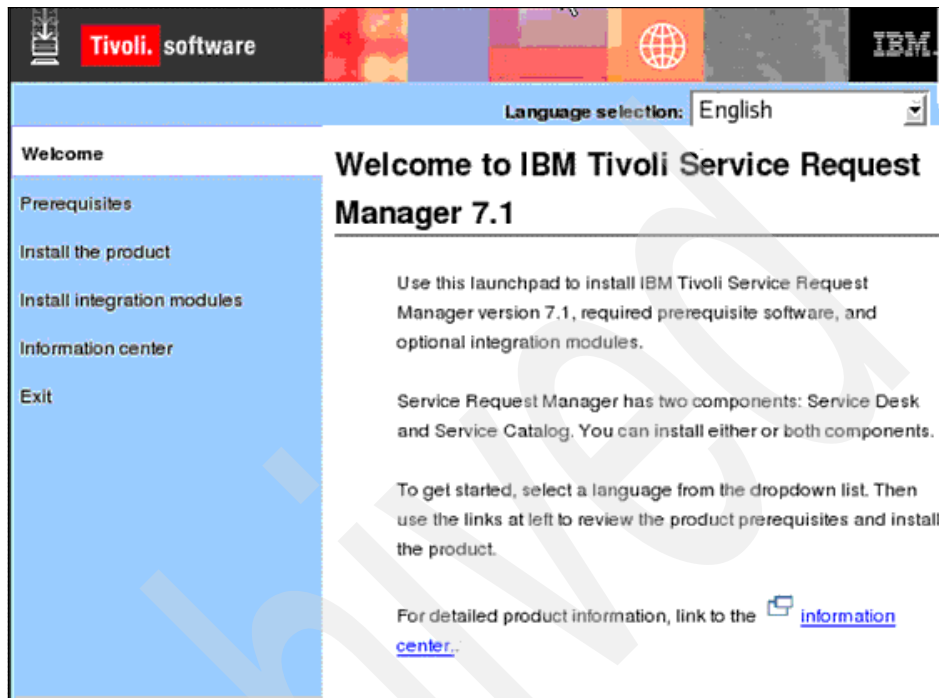 Tivoli. software
IBM.
Language selection: English
Welcome
Prerequisites
Install the product
Install integration modules
Information center
Exit
Welcome to IBM Tivoli Service Request
Manager 7.1
Use this launchpad to install IBM Tivoli Service Request
Manager version 7.1, required prerequisite software, and
optional integration modules.
Service Request Manager has two components: Service Desk
and Service Catalog. You can install either or both components.
To get started, select a language from the dropdown list. Then
use the links at left to review the product prerequisites and install
the product.
For detailed product information, link to the information
center..
hived